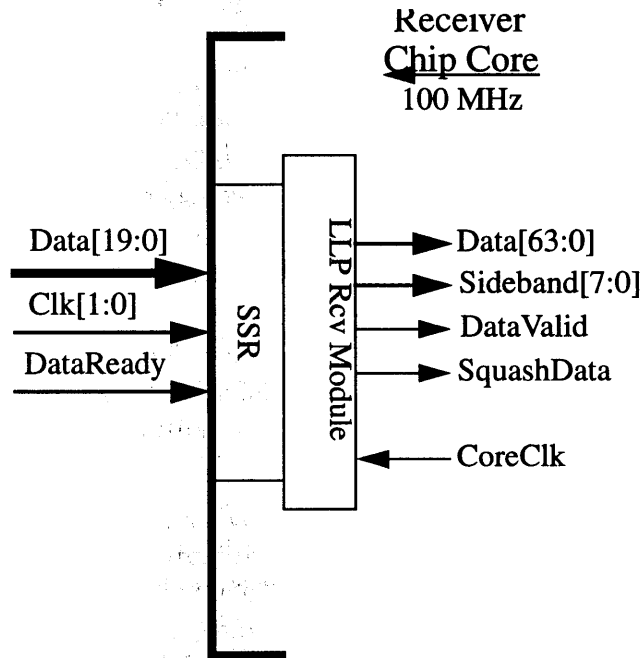 Receiver
Chip Core
100 MHz
Data[19:0]
Clk[1:0]
DataReady
SSR
LLP Rcv Module
Data[63:0]
Sideband[7:0]
DataValid
SquashData
CoreClk